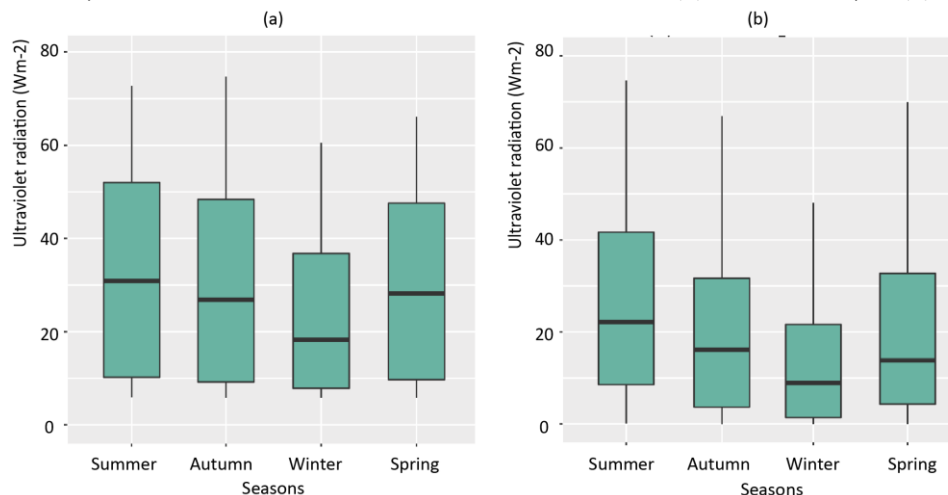 (a)
80
60
40
20
0
Ultraviolet radiation (Wm-2)
Summer Autumn Winter Spring
Seasons
(b)
80
60
40
20
0
Ultraviolet radiation (Wm-2)
Summer Autumn Winter Spring
Seasons